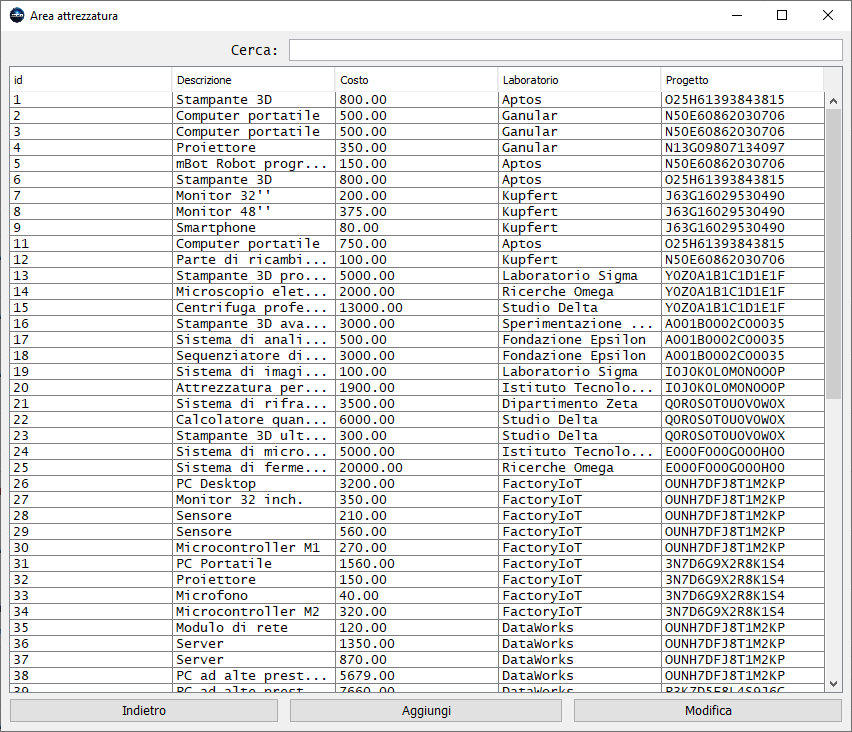 Area attrezzatura
Cerca:
id Descrizione Costo Laboratorio Progetto
1 Stampante 3D 800.00 Aptos O25H61393843815
2 Computer portatile 500.00 Ganular N50E60862030706
3 Computer portatile 500.00 Ganular N50E60862030706
4 Proiettore 350.00 Ganular N13G09807134097
5 mBot Robot progr... 150.00 Aptos N50E60862030706
6 Stampante 3D 800.00 Aptos O25H61393843815
7 Monitor 32'' 200.00 Kupfert J63G16029530490
8 Monitor 48'' 375.00 Kupfert J63G16029530490
9 Smartphone 80.00 Kupfert J63G16029530490
11 Computer portatile 750.00 Aptos O25H61393843815
12 Parte di ricambi... 100.00 Kupfert N50E60862030706
13 Stampante 3D pro... 5000.00 Laboratorio Sigma Y0Z0A1B1C1D1E1F
14 Microscopio elet... 2000.00 Ricerche Omega Y0Z0A1B1C1D1E1F
15 Centrifuga profe... 13000.00 Studio Delta Y0Z0A1B1C1D1E1F
16 Stampante 3D ava... 3000.00 Sperimentazione ... A001B0002C00035
17 Sistema di anali... 500.00 Fondazione Epsilon A001B0002C00035
18 Sequenziatore di... 3000.00 Fondazione Epsilon A001B0002C00035
19 Sistema di imagi... 100.00 Laboratorio Sigma I0J0K0L0M0N0O0P
20 Attrezzatura per... 1900.00 Istituto Tecnolo... I0J0K0L0M0N0O0P
21 Sistema di rifra... 3500.00 Dipartimento Zeta Q0R0S0T0U0V0W0X
22 Calcolatore quan... 6000.00 Studio Delta Q0R0S0T0U0V0W0X
23 Stampante 3D ult... 300.00 Studio Delta Q0R0S0T0U0V0W0X
24 Sistema di micro... 5000.00 Istituto Tecnolo... E000F000G000H00
25 Sistema di ferme... 20000.00 Ricerche Omega E000F000G000H00
26 PC Desktop 3200.00 FactoryIoT OUNH7DFJ8T1M2KP
27 Monitor 32 inch. 350.00 FactoryIoT OUNH7DFJ8T1M2KP
28 Sensore 210.00 FactoryIoT OUNH7DFJ8T1M2KP
29 Sensore 560.00 FactoryIoT OUNH7DFJ8T1M2KP
30 Microcontroller M1 270.00 FactoryIoT OUNH7DFJ8T1M2KP
31 PC Portatile 1560.00 FactoryIoT 3N7D6G9X2R8K1S4
32 Proiettore 150.00 FactoryIoT 3N7D6G9X2R8K1S4
33 Microfono 40.00 FactoryIoT 3N7D6G9X2R8K1S4
34 Microcontroller M2 320.00 FactoryIoT 3N7D6G9X2R8K1S4
35 Modulo di rete 120.00 DataWorks OUNH7DFJ8T1M2KP
36 Server 1350.00 DataWorks OUNH7DFJ8T1M2KP
37 Server 870.00 DataWorks OUNH7DFJ8T1M2KP
38 PC ad alte prest... 5679.00 DataWorks OUNH7DFJ8T1M2KP
39 PC ad alte prest... 7660.00 DataWorks
Indietro Aggiungi Modifica